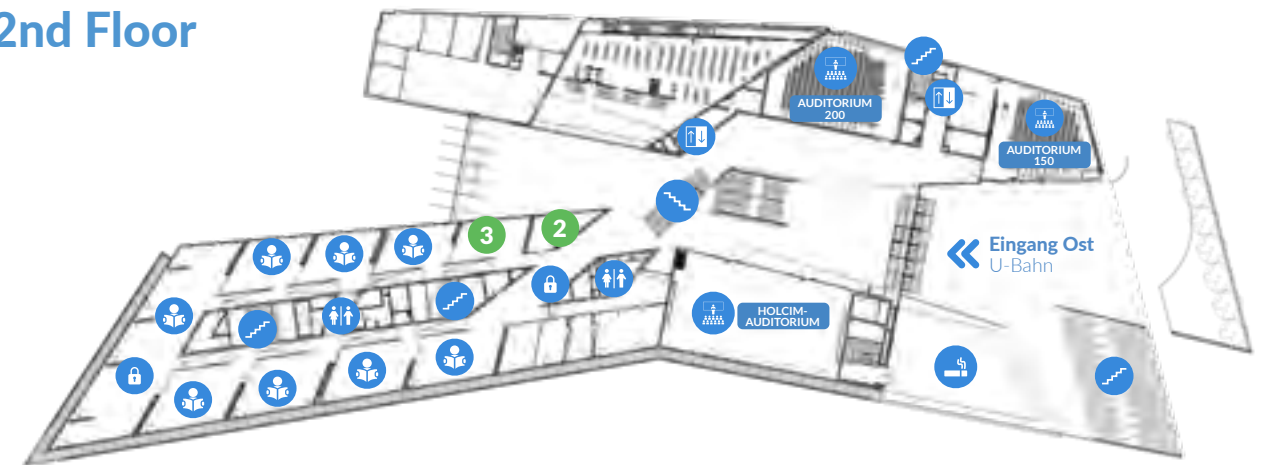 2nd Floor
AUDITORIUM
200
AUDITORIUM
150
3
2
Eingang Ost
U-Bahn
HOLCIM-
AUDITORIUM